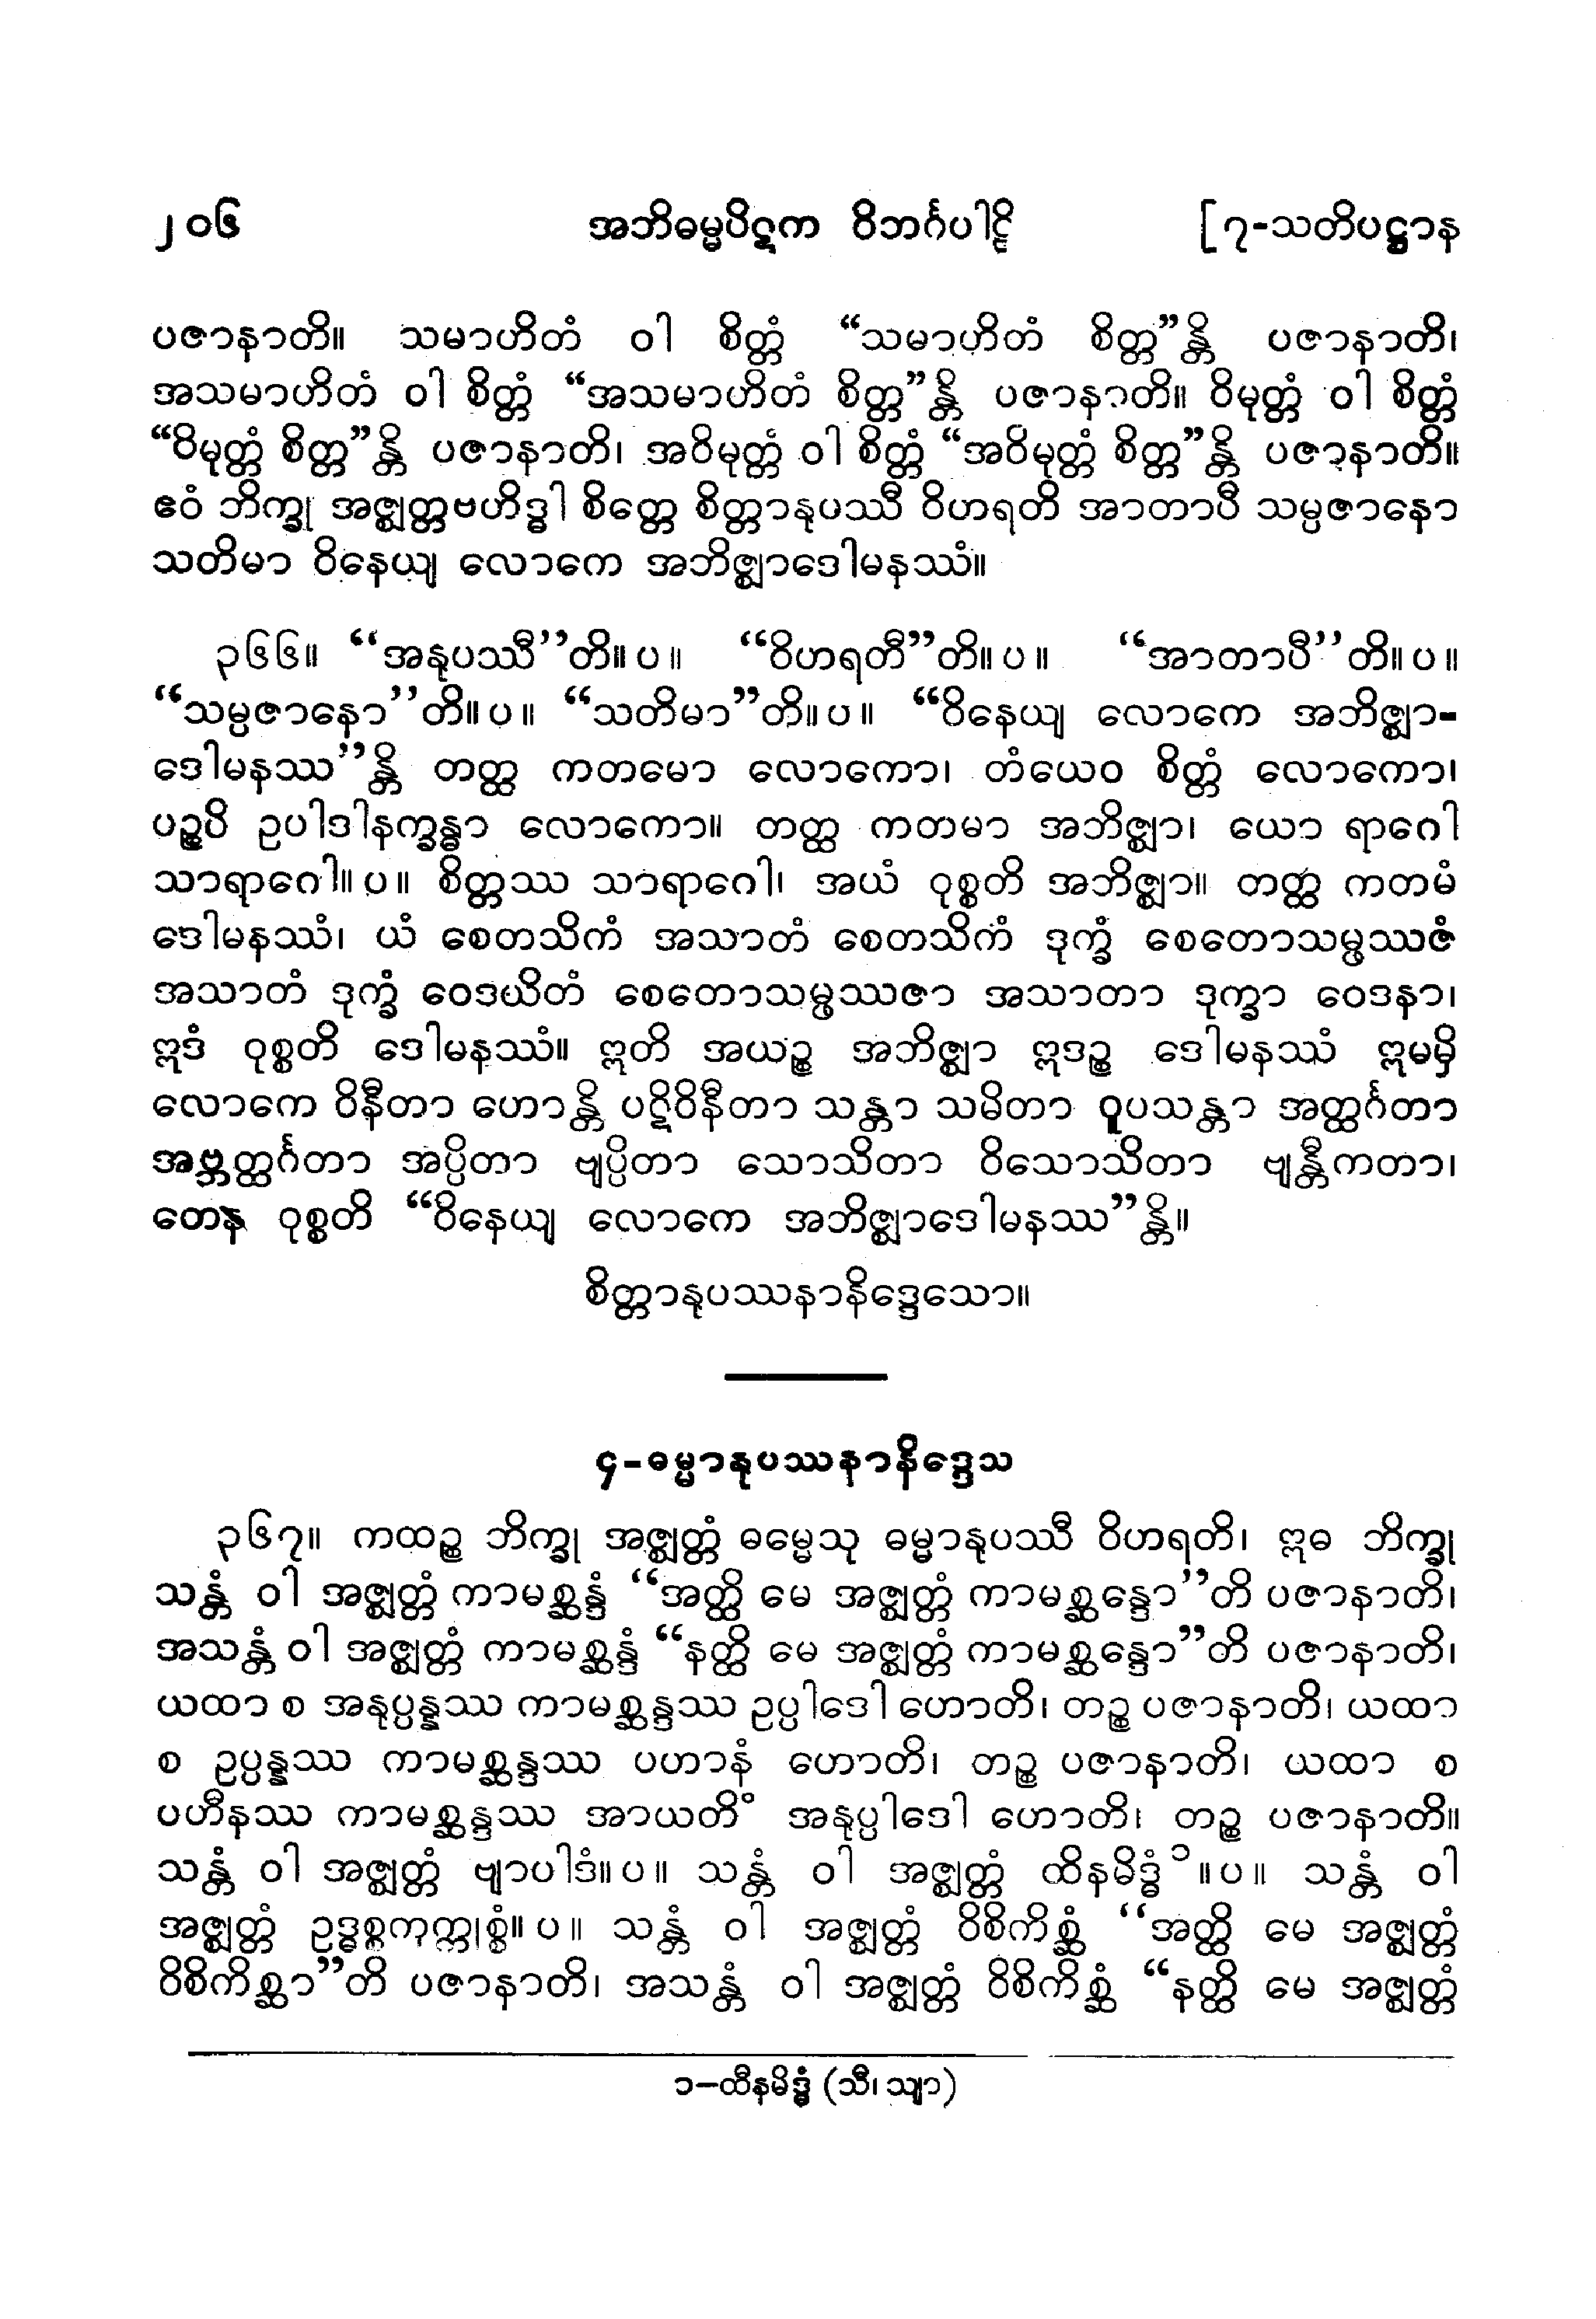 ၂၀၆ အဘိဓမ္မပိဋက ဝိဘင်္ဂပါဠိ [၇-သတိပဋ္ဌာန
ပဇာနာတိ။ သမာဟိတံ ဝါ စိတ္တံ “သမာဟိတံ စိတ္တ”န္တိ ပဇာနာတိ၊
အသမာဟိတံ ဝါ စိတ္တံ “အသမာဟိတံ စိတ္တ”န္တိ ပဇာနာတိ။ ဝိမုတ္တံ ဝါ စိတ္တံ
“ဝိမုတ္တံ စိတ္တ”န္တိ ပဇာနာတိ၊ အဝိမုတ္တံ ဝါ စိတ္တံ “အဝိမုတ္တံ စိတ္တ”န္တိ ပဇာနာတိ။
ဧဝံ ဘိက္ခု အဇ္ဈတ္တဗဟိဒ္ဓါ စိတ္တေ စိတ္တာနုပဿီ ဝိဟရတိ အာတာပီ သမ္ပဇာနော
သတိမာ ဝိနေယျ လောကေ အဘိဇ္ဈာဒေါမနဿံ။
၃၆၆။ “အနုပဿီ”တိ။ ပ။ “ဝိဟရတီ”တိ။ ပ။ “အာတာပီ”တိ။ ပ။
“သမ္ပဇာနော”တိ။ ပ။ “သတိမာ”တိ။ ပ။ “ဝိနေယျ လောကေ အဘိဇ္ဈာ-
ဒေါမနဿ”န္တိ တတ္ထ ကတမော လောကော၊ တံယေဝ စိတ္တံ လောကော၊
ပဉ္စပိ ဥပါဒါနက္ခန္ဓာ လောကော။ တတ္ထ ကတမာ အဘိဇ္ဈာ၊ ယော ရာဂေါ
သာရာဂေါ။ ပ။ စိတ္တဿ သာရာဂေါ၊ အယံ ဝုစ္စတိ အဘိဇ္ဈာ။ တတ္ထ ကတမံ
ဒေါမနဿံ၊ ယံ စေတသိကံ အသာတံ စေတသိကံ ဒုက္ခံ စေတောသမ္ဖဿဇံ
အသာတံ ဒုက္ခံ ဝေဒယိတံ စေတောသမ္ဖဿဇာ အသာတာ ဒုက္ခာ ဝေဒနာ၊
ဣဒံ ဝုစ္စတိ ဒေါမနဿံ။ ဣတိ အယဉ္စ အဘိဇ္ဈာ ဣဒဉ္စ ဒေါမနဿံ ဣမမှိ
လောကေ ဝိနီတာ ဟောန္တိ ပဋိဝိနီတာ သန္တာ သမိတာ ဝူပသန္တာ အတ္ထင်္ဂတာ
အဗ္ဘတ္ထင်္ဂတာ အပ္ပိတာ ဗျပ္ပိတာ သောသိတာ ဝိသောသိတာ ဗျန္တီကတာ၊
တေန ဝုစ္စတိ “ဝိနေယျ လောကေ အဘိဇ္ဈာဒေါမနဿ”န္တိ။
စိတ္တာနုပဿနာနိဒ္ဒေသော။
၄-ဓမ္မာနုပဿနာနိဒ္ဒေသ
၃၆၇။ ကထဉ္စ ဘိက္ခု အဇ္ဈတ္တံ ဓမ္မေသု ဓမ္မာနုပဿီ ဝိဟရတိ၊ ဣဓ ဘိက္ခု
သန္တံ ဝါ အဇ္ဈတ္တံ ကာမစ္ဆန္ဒံ “အတ္ထိ မေ အဇ္ဈတ္တံ ကာမစ္ဆန္ဒော”တိ ပဇာနာတိ၊
အသန္တံ ဝါ အဇ္ဈတ္တံ ကာမစ္ဆန္ဒံ “နတ္ထိ မေ အဇ္ဈတ္တံ ကာမစ္ဆန္ဒော”တိ ပဇာနာတိ၊
ယထာ စ အနုပ္ပန္နဿ ကာမစ္ဆန္ဒဿ ဥပ္ပါဒေါ ဟောတိ၊ တဉ္စ ပဇာနာတိ၊ ယထာ
စ ဥပ္ပန္နဿ ကာမစ္ဆန္ဒဿ ပဟာနံ ဟောတိ၊ တဉ္စ ပဇာနာတိ၊ ယထာ စ
ပဟီနဿ ကာမစ္ဆန္ဒဿ အာယတိံ အနုပ္ပါဒေါ ဟောတိ၊ တဉ္စ ပဇာနာတိ။
သန္တံ ဝါ အဇ္ဈတ္တံ ဗျာပါဒံ။ ပ။ သန္တံ ဝါ အဇ္ဈတ္တံ ထိနမိဒ္ဓံ ၁။ ပ။ သန္တံ ဝါ
အဇ္ဈတ္တံ ဥဒ္ဓစ္စကုက္ကုစ္စံ။ ပ။ သန္တံ ဝါ အဇ္ဈတ္တံ ဝိစိကိစ္ဆံ “အတ္ထိ မေ အဇ္ဈတ္တံ
ဝိစိကိစ္ဆာ”တိ ပဇာနာတိ၊ အသန္တံ ဝါ အဇ္ဈတ္တံ ဝိစိကိစ္ဆံ “နတ္ထိ မေ အဇ္ဈတ္တံ
၁-ထီနမိဒ္ဓံ (သီ၊ သျာ)